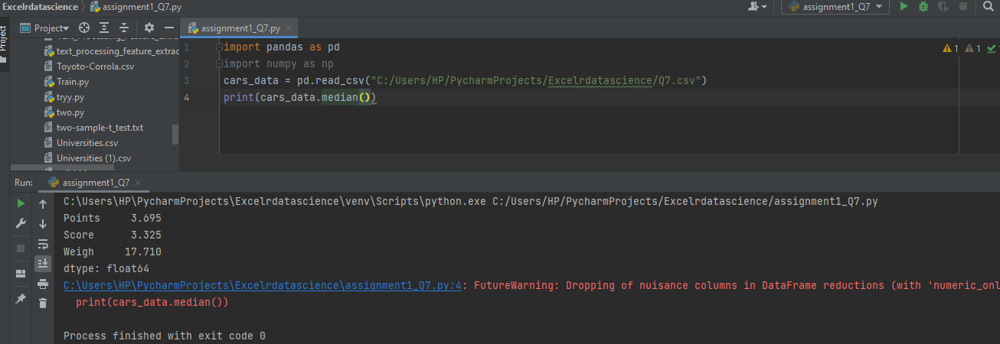 Excelrdatascience
assignment1_Q7.py
assignment1_Q7
Project
Project
assignment1_Q7.py
text_processing_feature_extrac
Toyoto-Corrola.csv
Train.py
tryy.py
two.py
two-sample-t_test.txt
Universities.csv
Universities (1).csv
1 import pandas as pd
2 import numpy as np
3 cars_data = pd.read_csv("C:/Users/HP/PycharmProjects/Excelrdatascience/Q7.csv")
4 print(cars_data.median())
1 1 1
Run: assignment1_Q7
C:\Users\HP\PycharmProjects\Excelrdatascience\venv\Scripts\python.exe C:/Users/HP/PycharmProjects/Excelrdatascience/assignment1_Q7.py
Points 3.695
Score 3.325
Weigh 17.710
dtype: float64
C:\Users\HP\PycharmProjects\Excelrdatascience\assignment1_Q7.py:4: FutureWarning: Dropping of nuisance columns in DataFrame reductions (with 'numeric_onl
print(cars_data.median())
Process finished with exit code 0